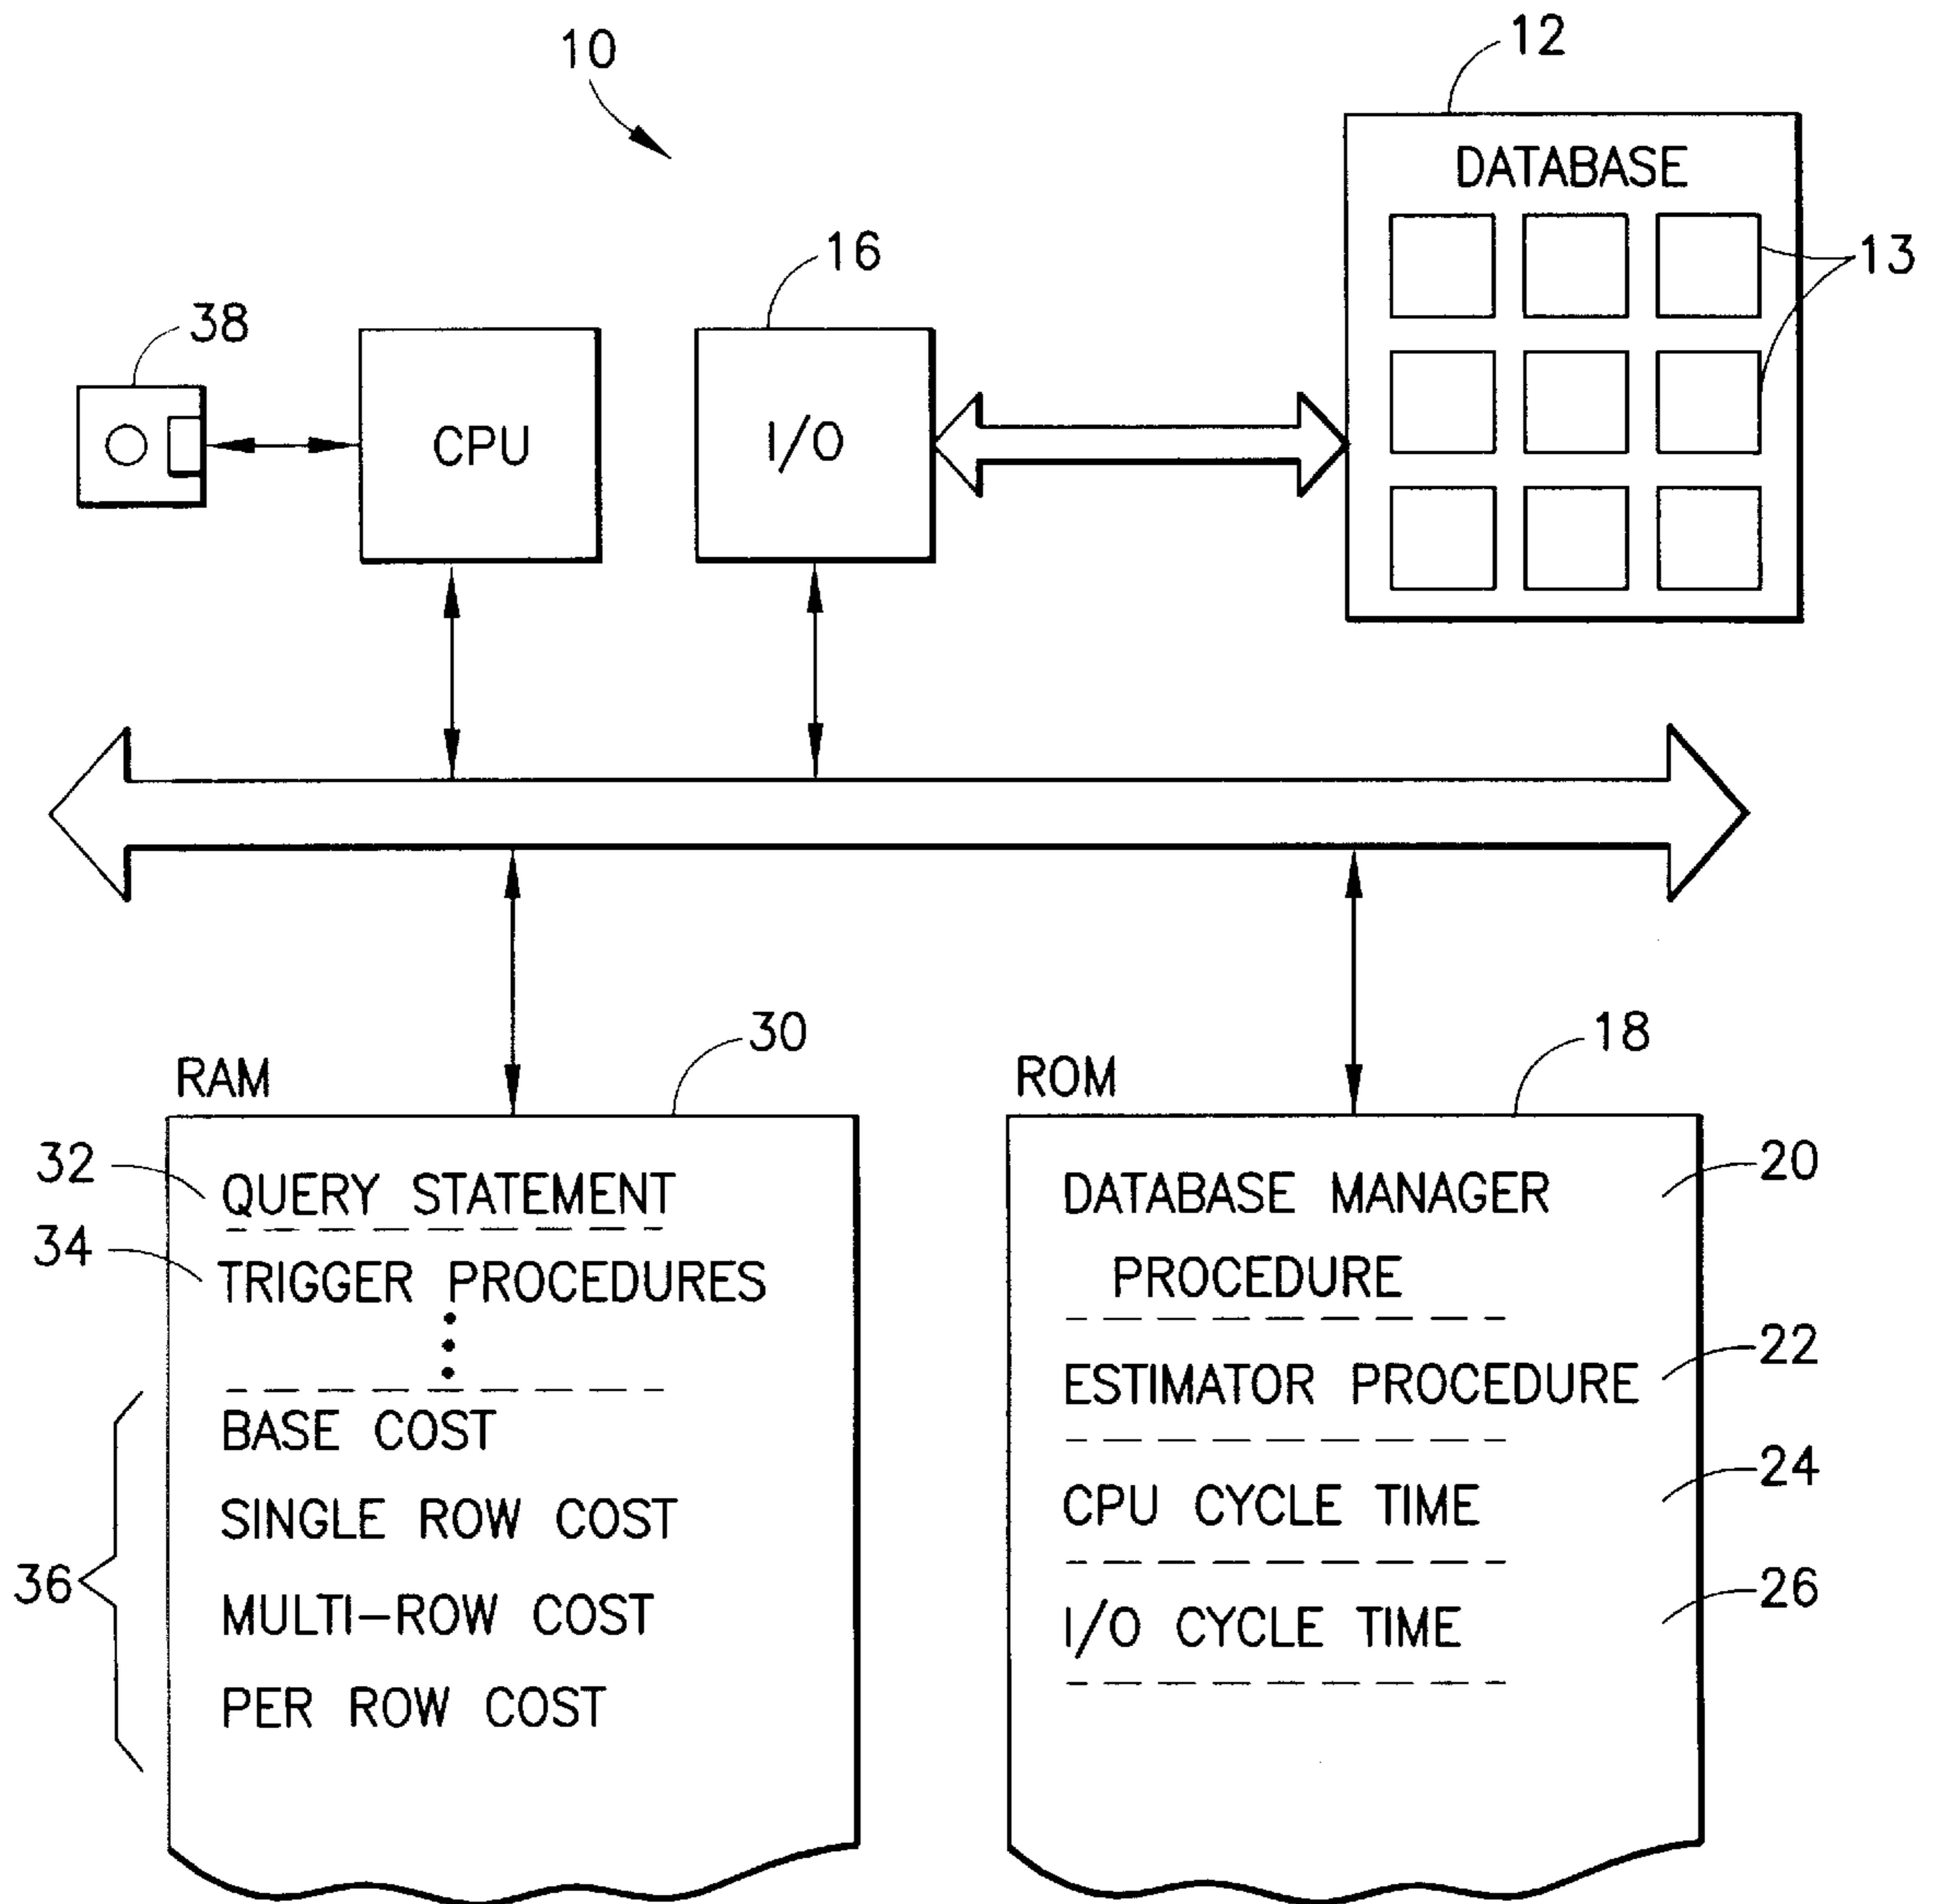 10
12
DATABASE
13
16
38
CPU
I/O
30
18
RAM
ROM
32
QUERY STATEMENT
34
TRIGGER PROCEDURES
36
BASE COST
SINGLE ROW COST
MULTI-ROW COST
PER ROW COST
DATABASE MANAGER
PROCEDURE
20
ESTIMATOR PROCEDURE
22
CPU CYCLE TIME
24
I/O CYCLE TIME
26